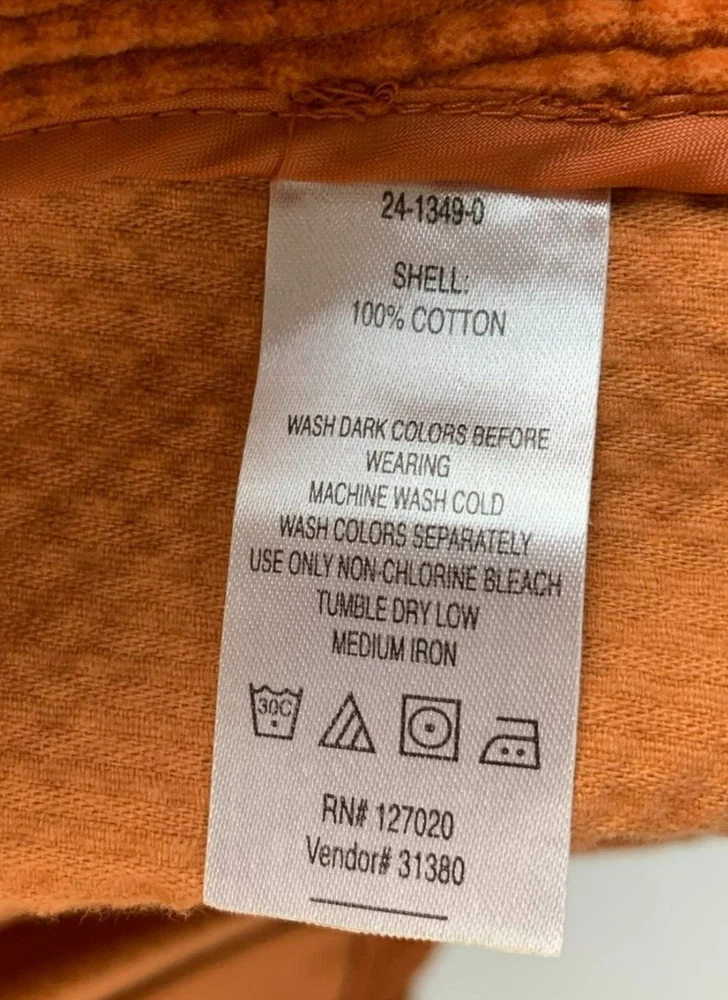 24-1349-0
SHELL:
100% COTTON
WASH DARK COLORS BEFORE
WEARING
MACHINE WASH COLD
WASH COLORS SEPARATELY
USE ONLY NON-CHLORINE BLEACH
TUMBLE DRY LOW
MEDIUM IRON
30C
RN# 127020
Vendor# 31380